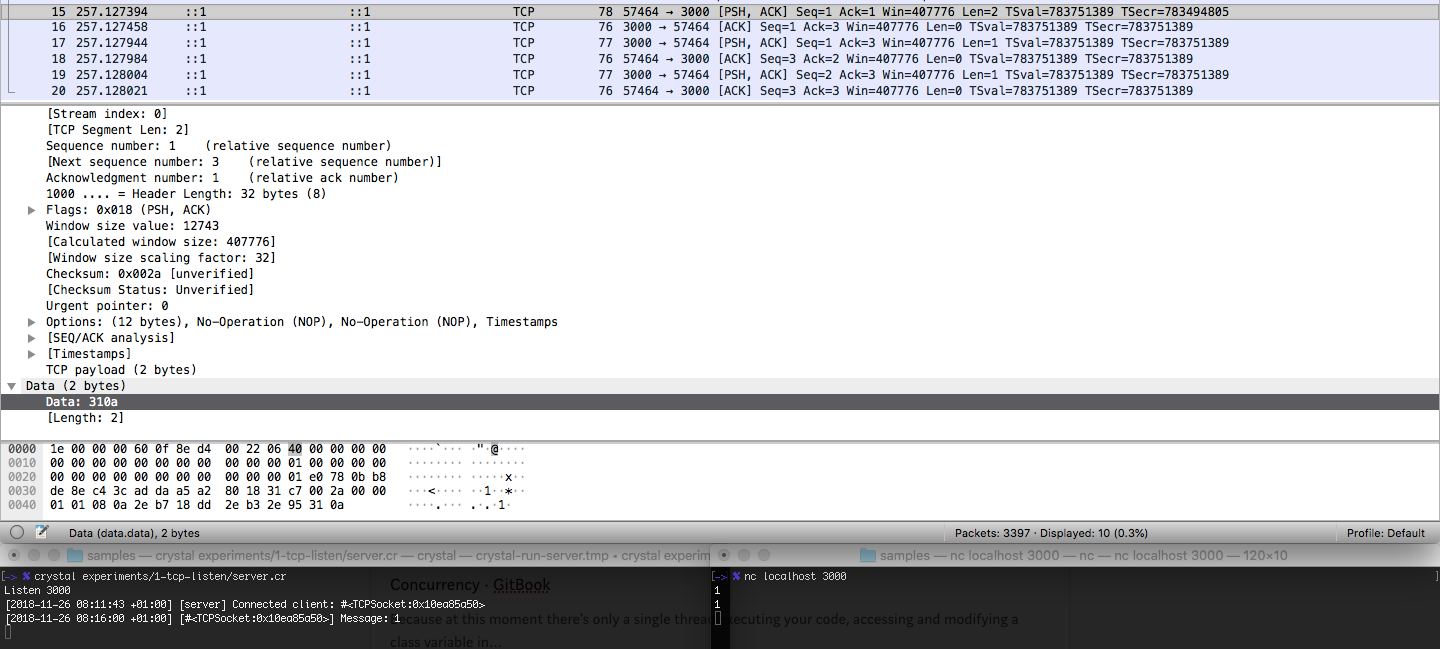 15 257.127394 ::1 ::1 TCP 78 57464 → 3000 [PSH, ACK] Seq=1 Ack=1 Win=407776 Len=2 TSval=783751389 TSecr=783494805
16 257.127458 ::1 ::1 TCP 76 3000 → 57464 [ACK] Seq=1 Ack=3 Win=407776 Len=0 TSval=783751389 TSecr=783751389
17 257.127944 ::1 ::1 TCP 77 3000 → 57464 [PSH, ACK] Seq=1 Ack=3 Win=407776 Len=1 TSval=783751389 TSecr=783751389
18 257.127984 ::1 ::1 TCP 76 57464 → 3000 [ACK] Seq=3 Ack=2 Win=407776 Len=0 TSval=783751389 TSecr=783751389
19 257.128004 ::1 ::1 TCP 77 3000 → 57464 [PSH, ACK] Seq=2 Ack=3 Win=407776 Len=1 TSval=783751389 TSecr=783751389
20 257.128021 ::1 ::1 TCP 76 57464 → 3000 [ACK] Seq=3 Ack=3 Win=407776 Len=0 TSval=783751389 TSecr=783751389
[Stream index: 0]
[TCP Segment Len: 2]
Sequence number: 1 (relative sequence number)
[Next sequence number: 3 (relative sequence number)]
Acknowledgment number: 1 (relative ack number)
1000 .... = Header Length: 32 bytes (8)
Flags: 0x018 (PSH, ACK)
Window size value: 12743
[Calculated window size: 407776]
[Window size scaling factor: 32]
Checksum: 0x002a [unverified]
[Checksum Status: Unverified]
Urgent pointer: 0
Options: (12 bytes), No-Operation (NOP), No-Operation (NOP), Timestamps
[SEQ/ACK analysis]
[Timestamps]
TCP payload (2 bytes)
Data (2 bytes)
Data: 310a
[Length: 2]
0000 1e 00 00 00 60 0f 8e d4 00 22 06 40 00 00 00 00 ····`··· ·"·@····
0010 00 00 00 00 00 00 00 00 00 00 00 01 00 00 00 00 ········ ········
0020 00 00 00 00 00 00 00 00 00 00 00 01 e0 78 0b b8 ········ ·····x··
0030 de 8e c4 3c ad da a5 a2 80 18 31 c7 00 2a 00 00 ···<···· ··1··*··
0040 01 01 08 0a 2e b7 18 dd 2e b3 2e 95 31 0a ····.··· .·.·1·
Data (data.data), 2 bytes
Packets: 3397 · Displayed: 10 (0.3%)
Profile: Default
samples — crystal experiments/1-tcp-listen/server.cr — crystal — crystal-run-server.tmp ◂ crystal experim
samples — nc localhost 3000 — nc — nc localhost 3000 — 120×10
[-> % crystal experiments/1-tcp-listen/server.cr
Listen 3000
[2018-11-26 08:11:43 +01:00] [server] Connected client: #<TCPSocket:0x10ea85a50>
[2018-11-26 08:16:00 +01:00] [#<TCPSocket:0x10ea85a50>] Message: 1
[-> % nc localhost 3000 ]
1
1
Concurrency · GitBook
because at this moment there's only a single thread executing your code, accessing and modifying a
class variable in...